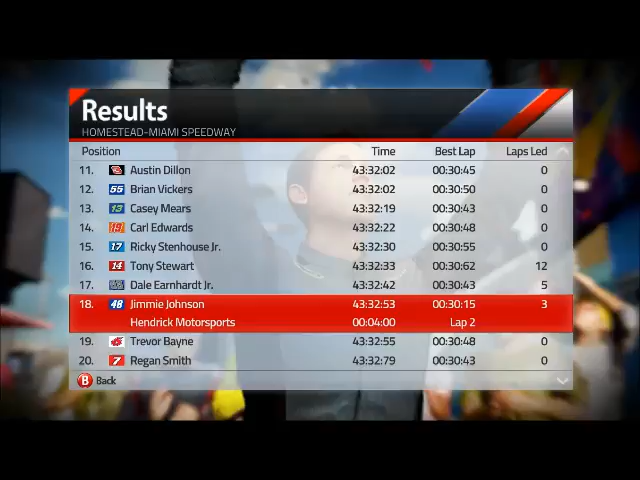 Results
HOMESTEAD-MIAMI SPEEDWAY
Position Time Best Lap Laps Led
11. Austin Dillon 43:32:02 00:30:45 0
12. 55 Brian Vickers 43:32:02 00:30:50 0
13. 13 Casey Mears 43:32:19 00:30:43 0
14. 19 Carl Edwards 43:32:22 00:30:48 0
15. 17 Ricky Stenhouse Jr. 43:32:30 00:30:55 0
16. 14 Tony Stewart 43:32:33 00:30:62 12
17. Dale Earnhardt Jr. 43:32:42 00:30:43 5
18. 48 Jimmie Johnson 43:32:53 00:30:15 3
Hendrick Motorsports 00:04:00 Lap 2
19. Trevor Bayne 43:32:55 00:30:48 0
20. 7 Regan Smith 43:32:79 00:30:43 0
B Back